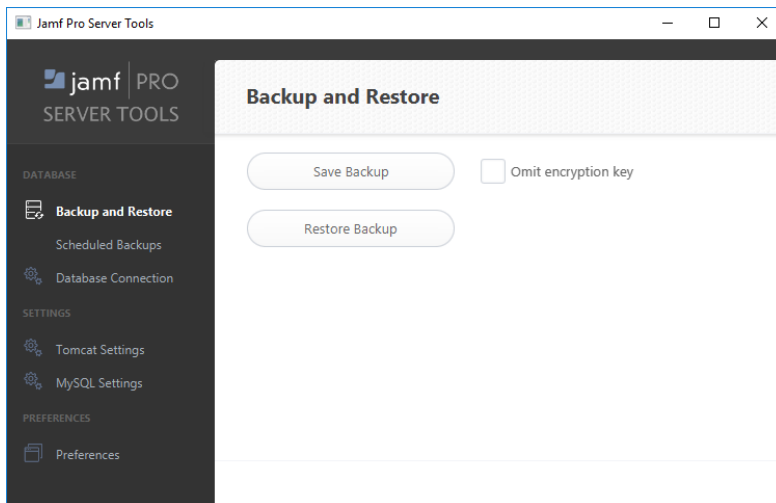 Jamf Pro Server Tools
jamf PRO
SERVER TOOLS
Backup and Restore
DATABASE
Save Backup
Omit encryption key
Backup and Restore
Restore Backup
Scheduled Backups
Database Connection
SETTINGS
Tomcat Settings
MySQL Settings
PREFERENCES
Preferences